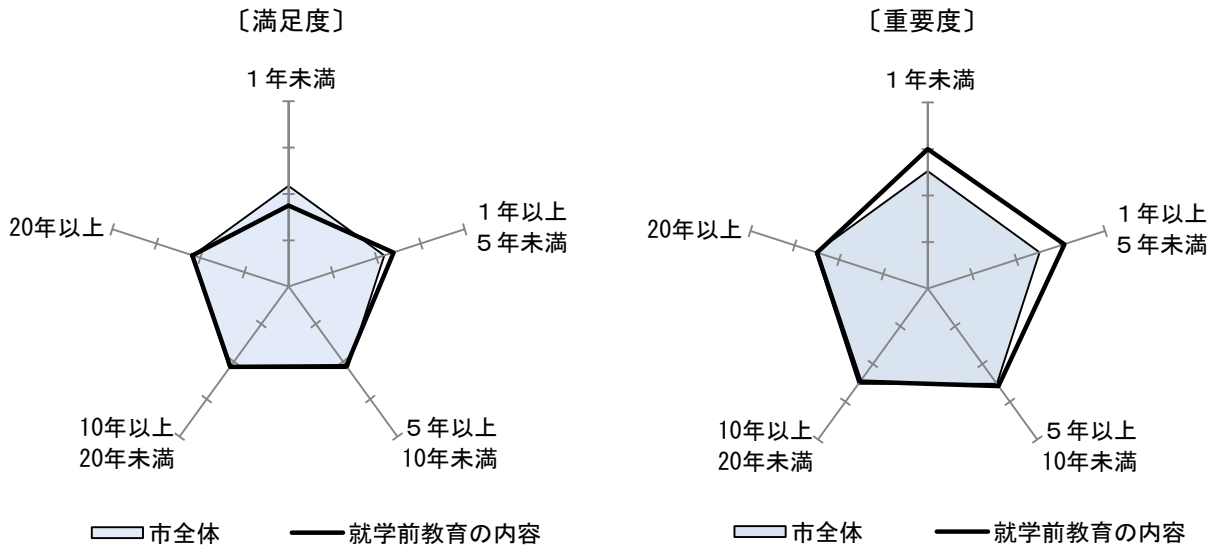 〔満足度〕
１年未満
１年以上
５年未満
５年以上
10年未満
10年以上
20年未満
20年以上
市全体
就学前教育の内容
〔重要度〕
１年未満
１年以上
５年未満
５年以上
10年未満
10年以上
20年未満
20年以上
市全体
就学前教育の内容